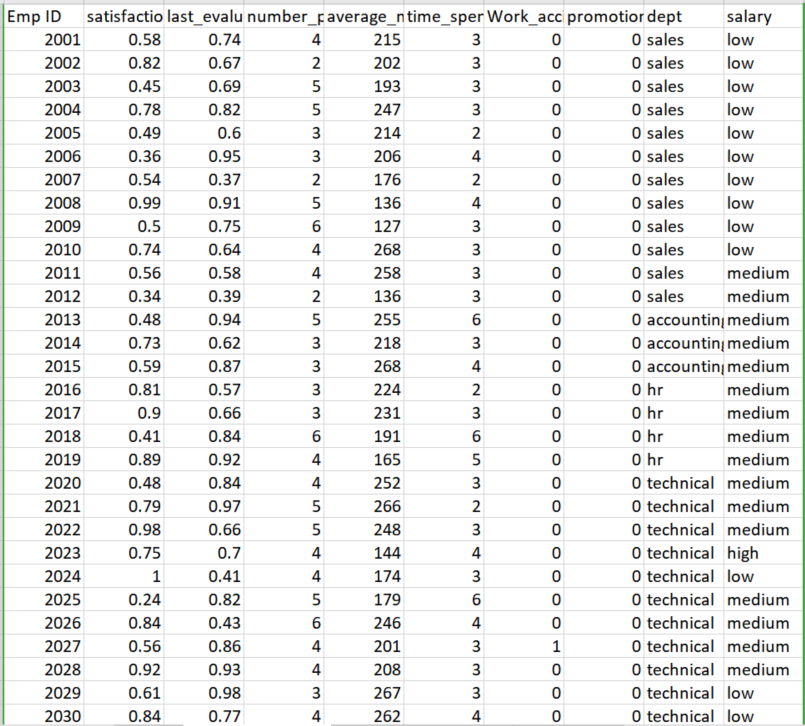 Emp ID satisfactio last_evalu number_p average_m time_spen Work_acci promotion dept salary
2001 0.58 0.74 4 215 3 0 0 sales low
2002 0.82 0.67 2 202 3 0 0 sales low
2003 0.45 0.69 5 193 3 0 0 sales low
2004 0.78 0.82 5 247 3 0 0 sales low
2005 0.49 0.6 3 214 2 0 0 sales low
2006 0.36 0.95 3 206 4 0 0 sales low
2007 0.54 0.37 2 176 2 0 0 sales low
2008 0.99 0.91 5 136 4 0 0 sales low
2009 0.5 0.75 6 127 3 0 0 sales low
2010 0.74 0.64 4 268 3 0 0 sales low
2011 0.56 0.58 4 258 3 0 0 sales medium
2012 0.34 0.39 2 136 3 0 0 sales medium
2013 0.48 0.94 5 255 6 0 0 accounting medium
2014 0.73 0.62 3 218 3 0 0 accounting medium
2015 0.59 0.87 3 268 4 0 0 accounting medium
2016 0.81 0.57 3 224 2 0 0 hr medium
2017 0.9 0.66 3 231 3 0 0 hr medium
2018 0.41 0.84 6 191 6 0 0 hr medium
2019 0.89 0.92 4 165 5 0 0 hr medium
2020 0.48 0.84 4 252 3 0 0 technical medium
2021 0.79 0.97 5 266 2 0 0 technical medium
2022 0.98 0.66 5 248 3 0 0 technical medium
2023 0.75 0.7 4 144 4 0 0 technical high
2024 1 0.41 4 174 3 0 0 technical low
2025 0.24 0.82 5 179 6 0 0 technical medium
2026 0.84 0.43 6 246 4 0 0 technical medium
2027 0.56 0.86 4 201 3 1 0 technical medium
2028 0.92 0.93 4 208 3 0 0 technical medium
2029 0.61 0.98 3 267 3 0 0 technical low
2030 0.84 0.77 4 262 4 0 0 technical low